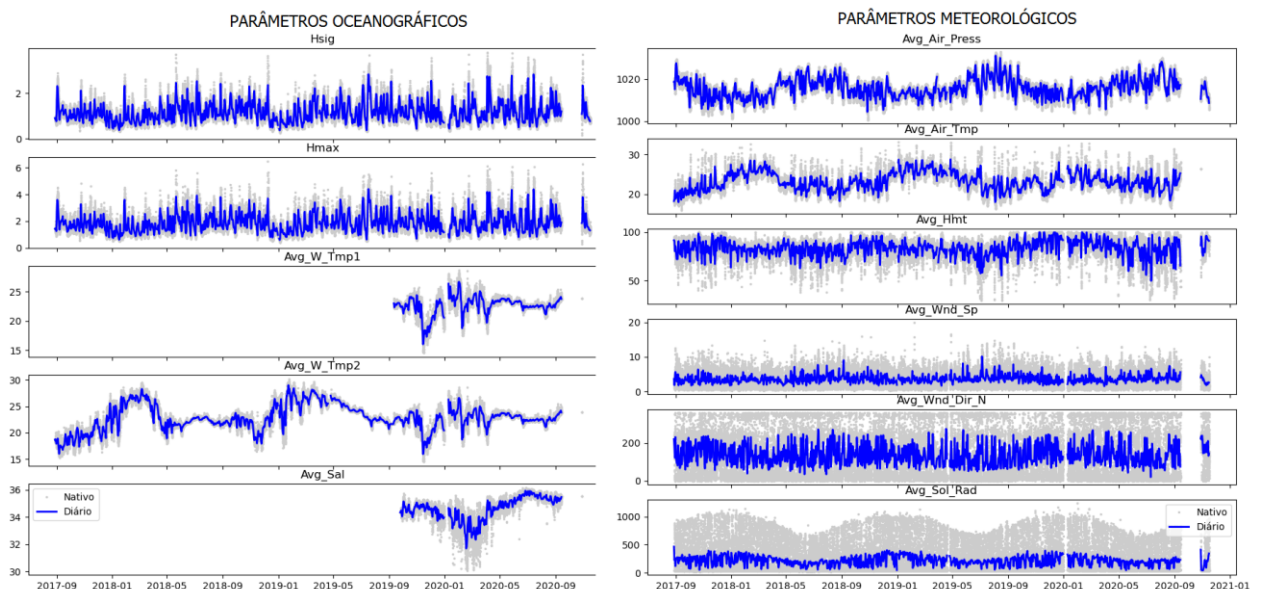 PARÂMETROS OCEANOGRÁFICOS
Hsig
2
0
Hmax
6
4
2
0
Avg_W_Tmp1
25
20
15
Avg_W_Tmp2
30
25
20
15
Avg_Sal
36
34
32
30
Nativo
Diário
2017-09 2018-01 2018-05 2018-09 2019-01 2019-05 2019-09 2020-01 2020-05 2020-09
PARÂMETROS METEOROLÓGICOS
Avg_Air_Press
1020
1000
Avg_Air_Tmp
30
20
Avg_Hmt
100
50
Avg_Wnd_Sp
20
10
0
Avg_Wnd_Dir_N
200
0
Avg_Sol_Rad
1000
500
0
Nativo
Diário
2017-09 2018-01 2018-05 2018-09 2019-01 2019-05 2019-09 2020-01 2020-05 2020-09 2021-01